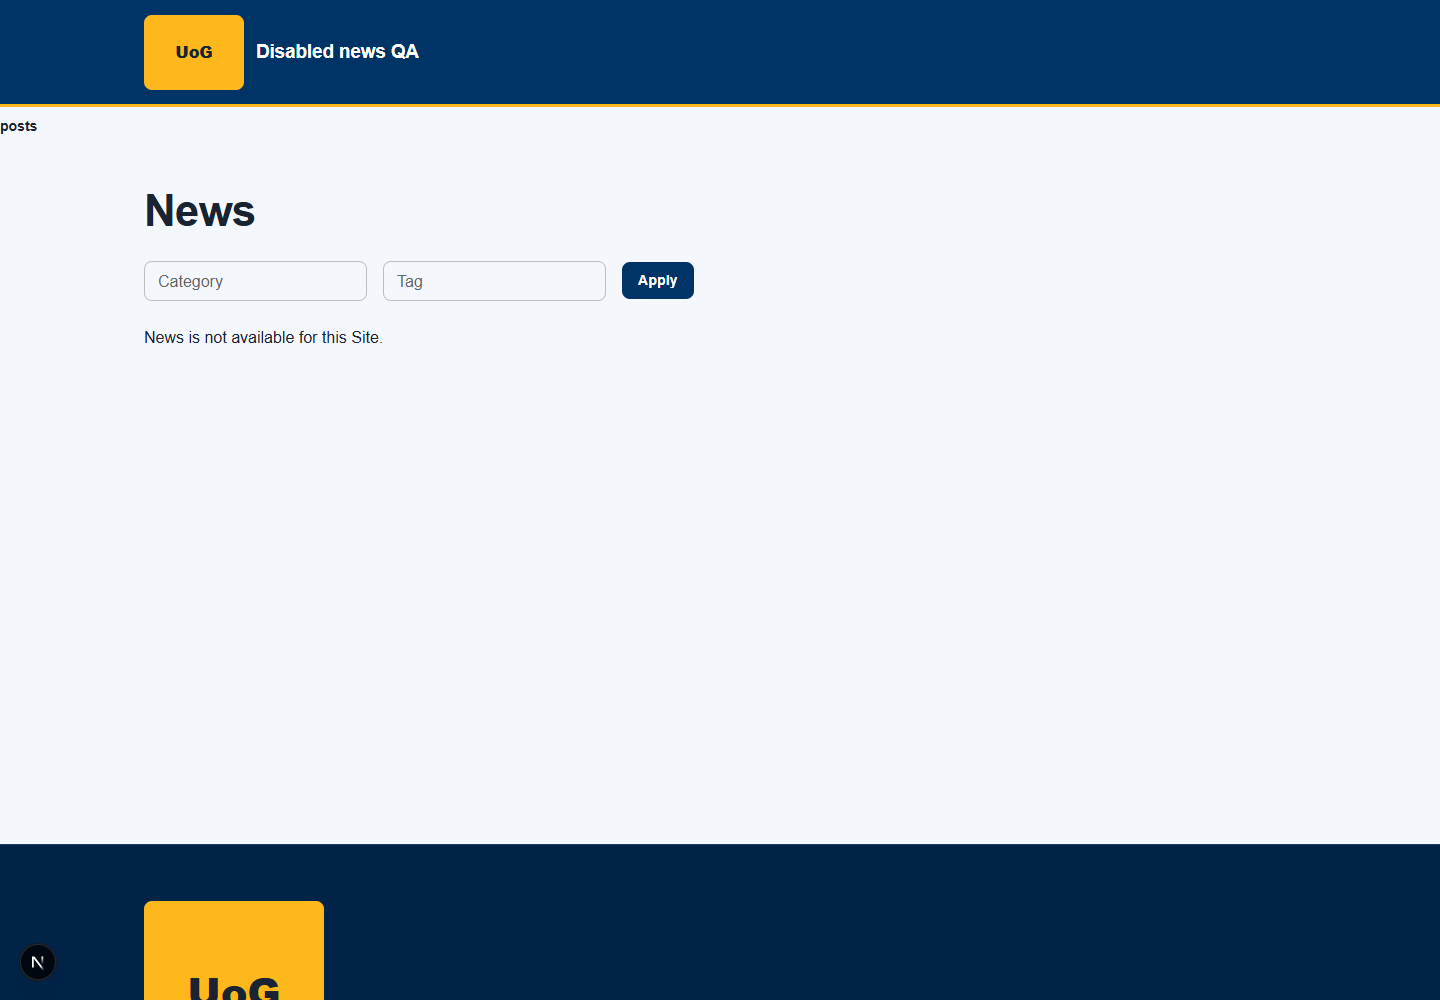 UoG
Disabled news QA
posts
News
Category
Tag
Apply
News is not available for this Site.
UoG
N